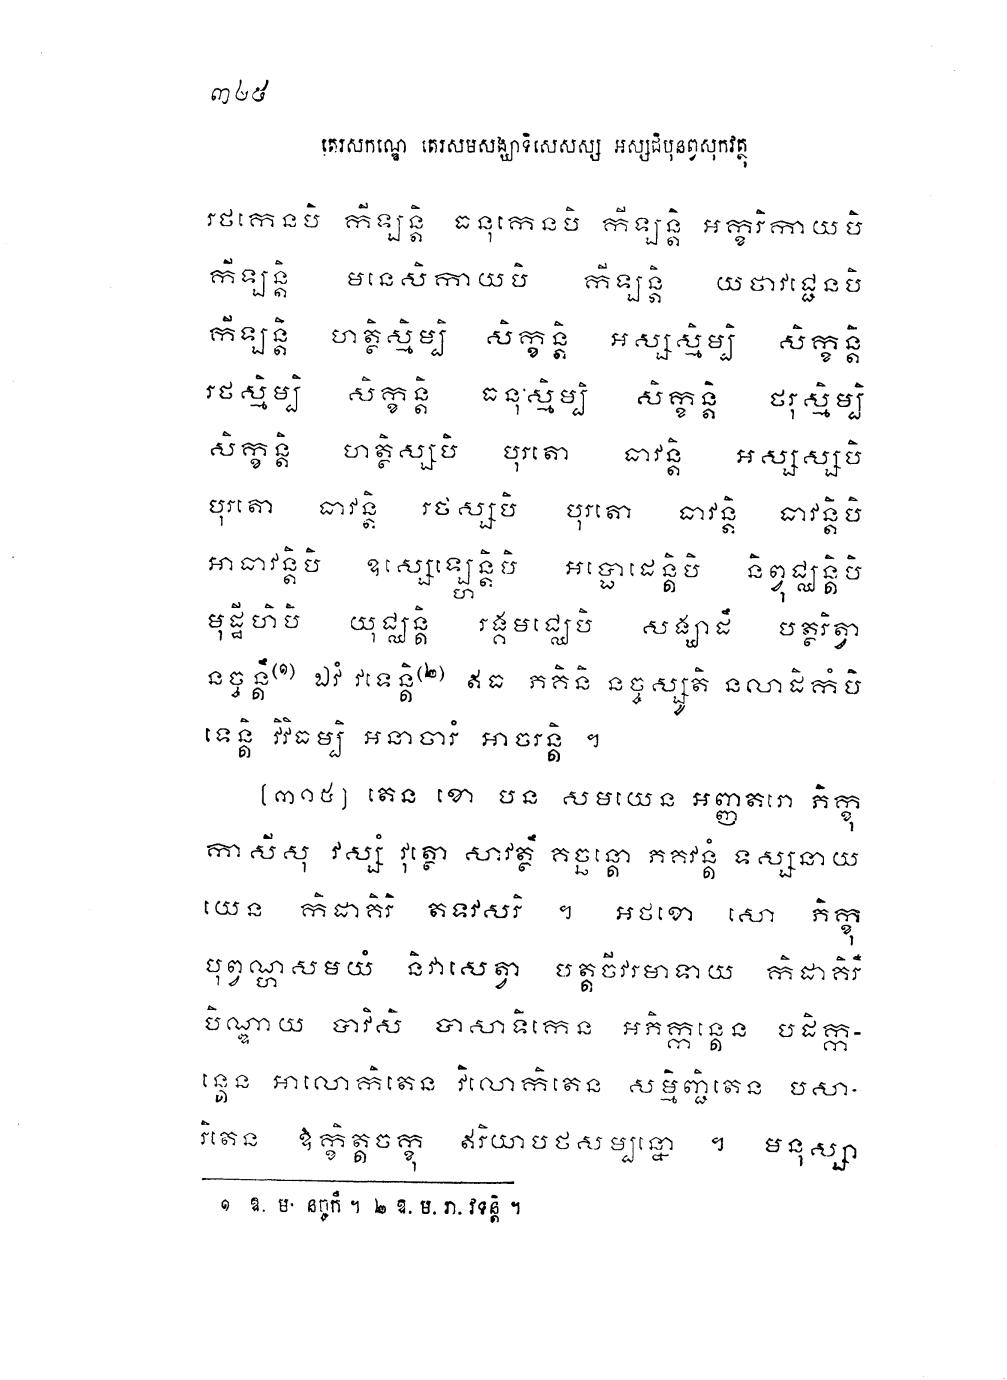 ៣២៥
តេរសកណ្ឌេ តេរសមសង្ឃាទិសេសស្ស អស្សជិបុនព្វសុកវត្ថុ
រថកេនបិ កីឡន្តិ ធនុកេនបិ កីឡន្តិ អក្ខរិកាយបិ
កីឡន្តិ មនេសិកាយបិ កីឡន្តិ យថាវជ្ជេនបិ
កីឡន្តិ ហត្ថិស្មិម្បិ សិក្ខន្តិ អស្សស្មិម្បិ សិក្ខន្តិ
រថស្មិម្បិ សិក្ខន្តិ ធនុស្មិម្បិ សិក្ខន្តិ ថរុស្មិម្បិ
សិក្ខន្តិ ហត្ថិស្សបិ បុរតោ ធាវន្តិ អស្សស្សបិ
បុរតោ ធាវន្តិ រថស្សបិ បុរតោ ធាវន្តិ ធាវន្តិបិ
អាធាវន្តិបិ ឧស្សេឡ្ហេន្តិបិ អប្ផោដេន្តិបិ និព្វុជ្ឈន្តិបិ
មុដ្ឋីហិបិ យុជ្ឈន្តិ រង្គមជ្ឈេបិ សង្ឃាដឹ បត្ថរិត្វា
នច្ចន្តឹ(១) ឯវំ វទេន្តិ(២) ឥធ ភគិនិ នច្ចស្សូតិ នលាដិកំបិ
ទេន្តិ វិវិធម្បិ អនាចារំ អាចរន្តិ ។
[៣១៥] តេន ខោ បន សមយេន អញ្ញតរោ ភិក្ខុ
កាសីសុ វស្សំ វុត្ថោ សាវត្ថឹ គច្ឆន្តោ ភគវន្តំ ទស្សនាយ
យេន កិដាគិរិ តទវសរិ ។ អថខោ សោ ភិក្ខុ
បុព្វណ្ហសមយំ និវាសេត្វា បត្តចីវរមាទាយ កិដាគិរឹ
បិណ្ឌាយ បាវិសិ បាសាទិកេន អភិក្កន្តេន បដិក្ក-
ន្តេន អាលោកិតេន វិលោកិតេន សម្មិញ្ជិតេន បសា-
រិតេន ឱក្ខិត្តចក្ខុ ឥរិយាបថសម្បន្នោ ។ មនុស្សា
១ ឱ. ម. នច្ចកឹ ។ ២ ឱ. ម. រា. វទន្តិ ។